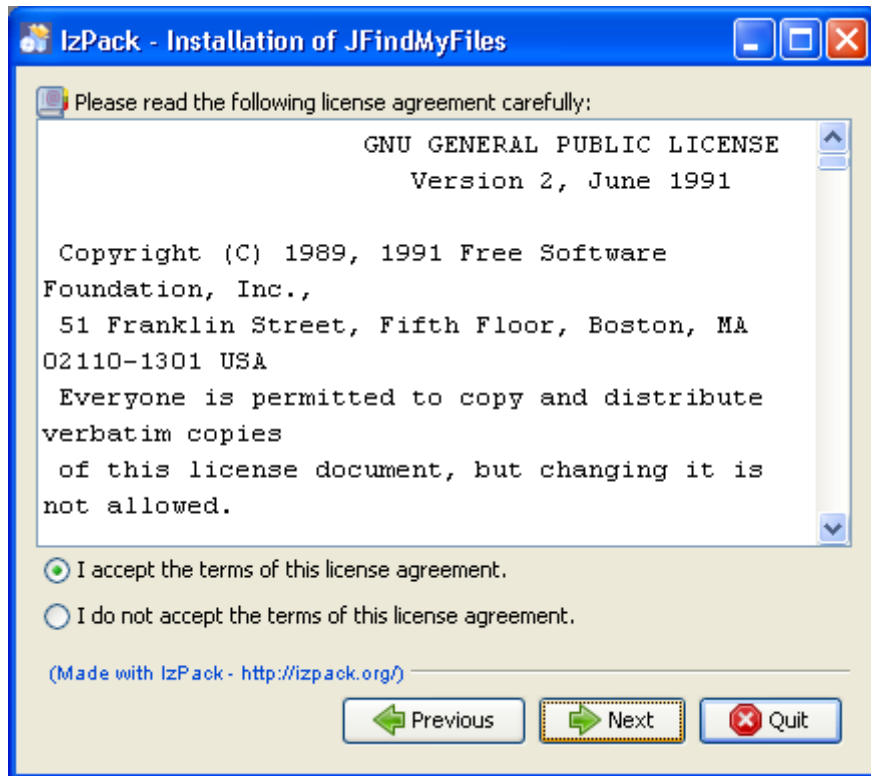 IzPack - Installation of JFindMyFiles
Please read the following license agreement carefully:
GNU GENERAL PUBLIC LICENSE
Version 2, June 1991
Copyright (C) 1989, 1991 Free Software
Foundation, Inc.,
51 Franklin Street, Fifth Floor, Boston, MA
02110-1301 USA
Everyone is permitted to copy and distribute
verbatim copies
of this license document, but changing it is
not allowed.
I accept the terms of this license agreement.
I do not accept the terms of this license agreement.
(Made with IzPack - http://izpack.org/)
Previous
Next
Quit